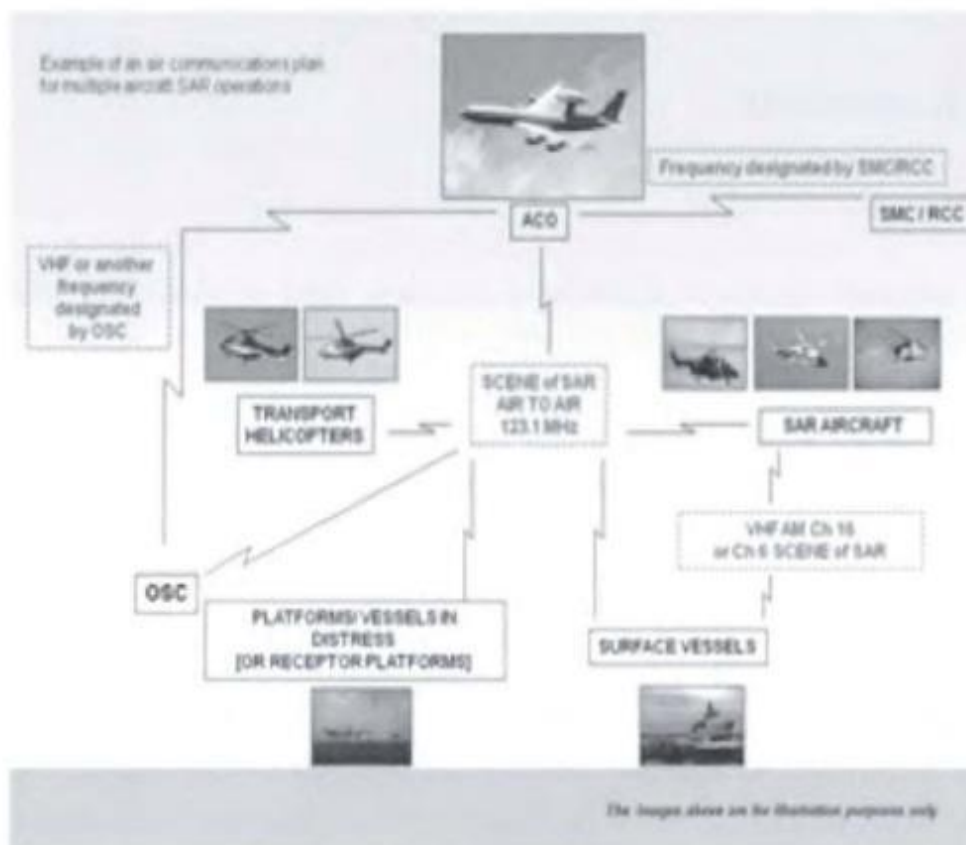 Example of an air communications plan
for multiple aircraft SAR operations
Frequency designated by SMC/RCC
ACO
SMC / RCC
VHF or another
frequency
designated
by OSC
SCENE of SAR
AIR TO AIR
123.1 MHz
TRANSPORT
HELICOPTERS
SAR AIRCRAFT
VHF AM Ch 16
or Ch 6 SCENE of SAR
OSC
PLATFORMS/ VESSELS IN
DISTRESS
[OR RECEPTOR PLATFORMS]
SURFACE VESSELS
The images above are for illustration purposes only